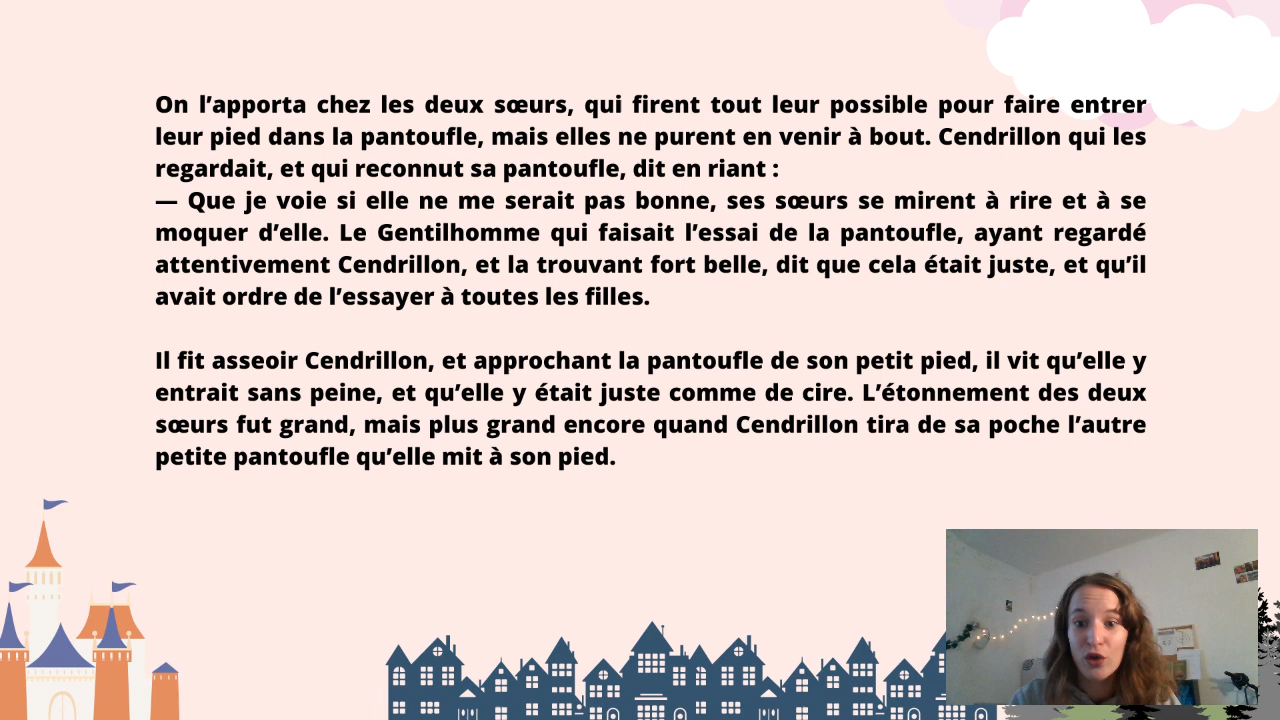 On l’apporta chez les deux sœurs, qui firent tout leur possible pour faire entrer
leur pied dans la pantoufle, mais elles ne purent en venir à bout. Cendrillon qui les
regardait, et qui reconnut sa pantoufle, dit en riant :
— Que je voie si elle ne me serait pas bonne, ses sœurs se mirent à rire et à se
moquer d’elle. Le Gentilhomme qui faisait l’essai de la pantoufle, ayant regardé
attentivement Cendrillon, et la trouvant fort belle, dit que cela était juste, et qu’il
avait ordre de l’essayer à toutes les filles.
Il fit asseoir Cendrillon, et approchant la pantoufle de son petit pied, il vit qu’elle y
entrait sans peine, et qu’elle y était juste comme de cire. L’étonnement des deux
sœurs fut grand, mais plus grand encore quand Cendrillon tira de sa poche l’autre
petite pantoufle qu’elle mit à son pied.